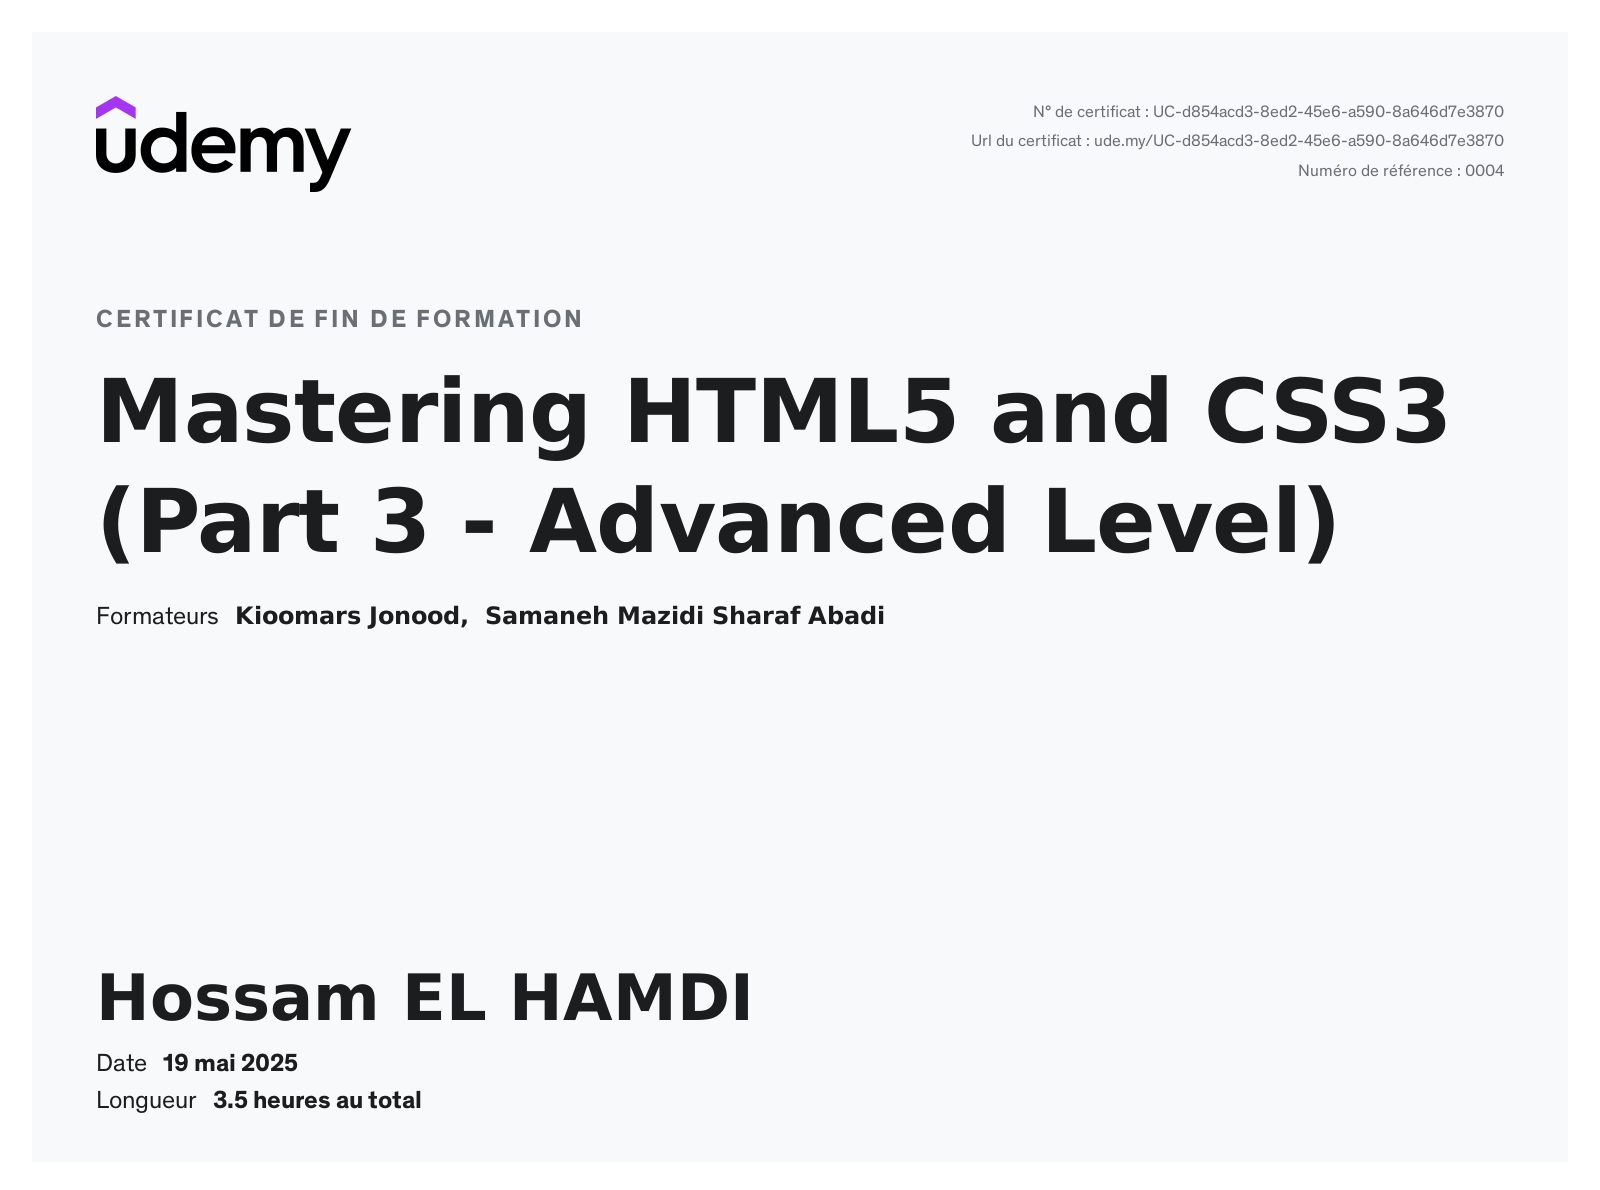 udemy
N° de certificat : UC-d854acd3-8ed2-45e6-a590-8a646d7e3870
Url du certificat : ude.my/UC-d854acd3-8ed2-45e6-a590-8a646d7e3870
Numéro de référence : 0004
CERTIFICAT DE FIN DE FORMATION
Mastering HTML5 and CSS3
(Part 3 - Advanced Level)
Formateurs Kioomars Jonood, Samaneh Mazidi Sharaf Abadi
Hossam EL HAMDI
Date 19 mai 2025
Longueur 3.5 heures au total